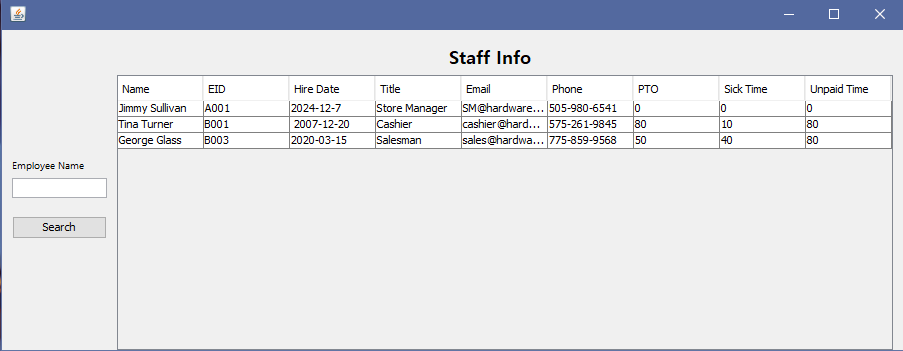 Staff Info
Name EID Hire Date Title Email Phone PTO Sick Time Unpaid Time
Jimmy Sullivan A001 2024-12-7 Store Manager SM@hardware... 505-980-6541 0 0 0
Tina Turner B001 2007-12-20 Cashier cashier@hard... 575-261-9845 80 10 80
George Glass B003 2020-03-15 Salesman sales@hardwa... 775-859-9568 50 40 80
Employee Name
Search